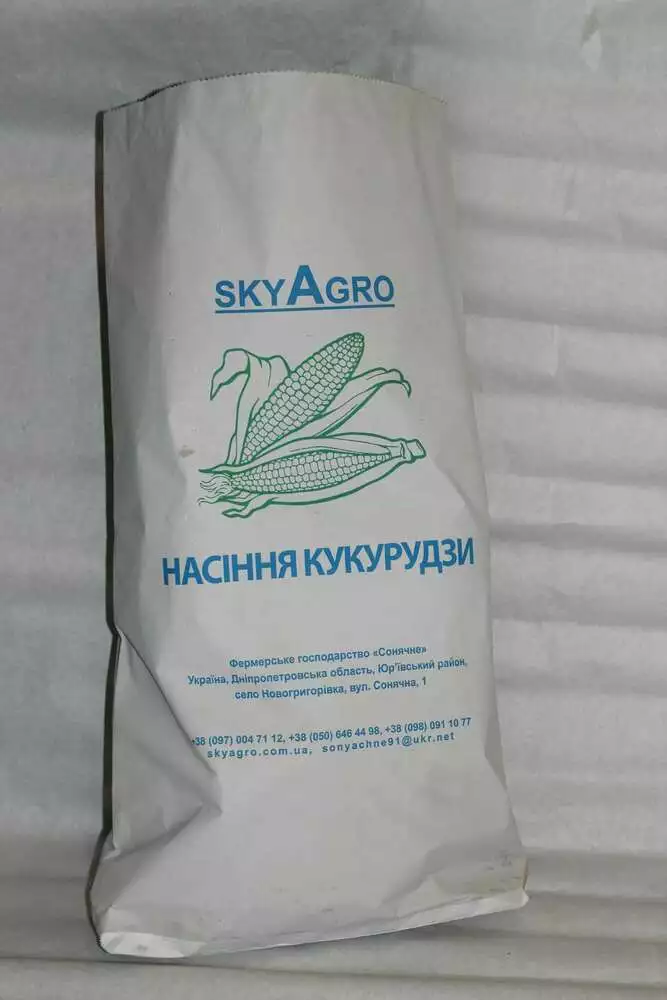 SKYAGRO
НАСІННЯ КУКУРУДЗИ
Фермерське господарство «Сонячне»
Україна, Дніпропетровська область, Юр'ївський район,
село Новогригорівка, вул. Сонячна, 1
+38 (097) 004 71 12, +38 (050) 646 44 98, +38 (098) 091 10 77
skyagro.com.ua, sonyachne91@ukr.net